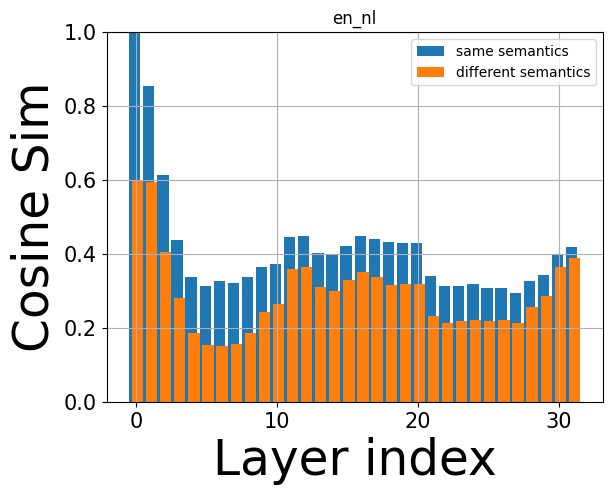 en_nl
same semantics
different semantics
Cosine Sim
1.0
0.8
0.6
0.4
0.2
0.0
0 10 20 30
Layer index